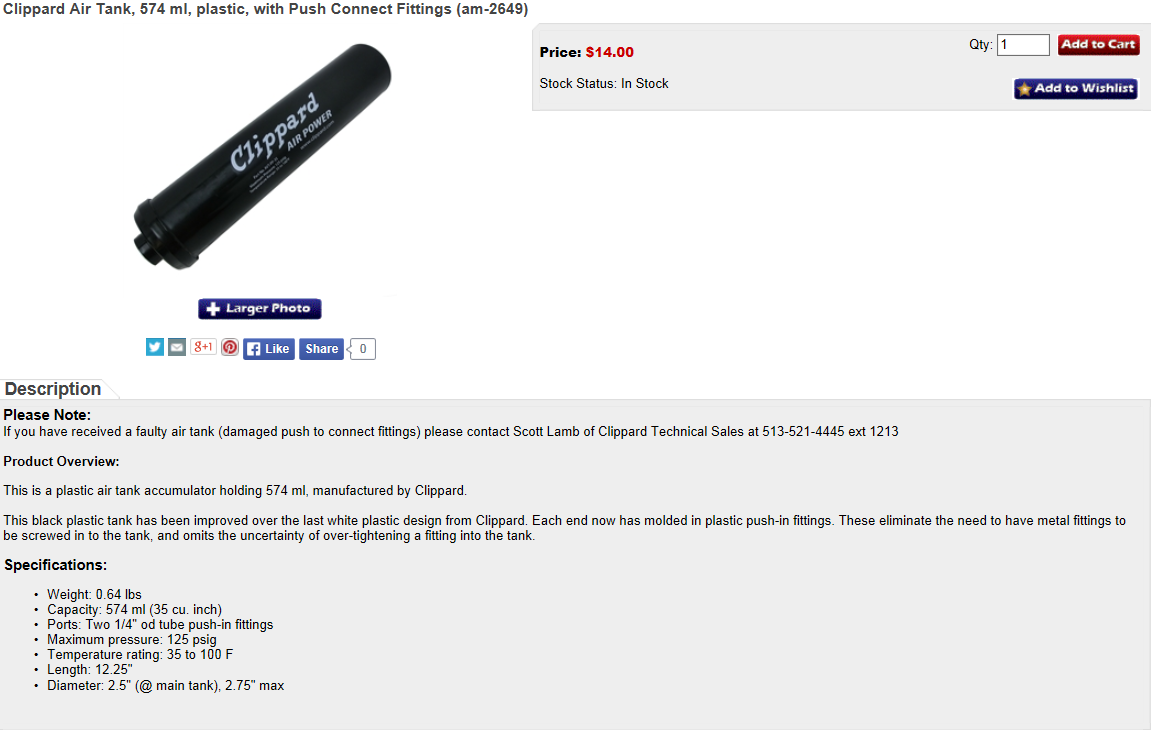 Clippard Air Tank, 574 ml, plastic, with Push Connect Fittings (am-2649)
Price: $14.00
Qty: 1 Add to Cart
Stock Status: In Stock
Add to Wishlist
Clippard
AIR POWER
Larger Photo
8+1 Like Share 0
Description
Please Note:
If you have received a faulty air tank (damaged push to connect fittings) please contact Scott Lamb of Clippard Technical Sales at 513-521-4445 ext 1213
Product Overview:
This is a plastic air tank accumulator holding 574 ml, manufactured by Clippard.
This black plastic tank has been improved over the last white plastic design from Clippard. Each end now has molded in plastic push-in fittings. These eliminate the need to have metal fittings to
be screwed in to the tank, and omits the uncertainty of over-tightening a fitting into the tank.
Specifications:
• Weight: 0.64 lbs
• Capacity: 574 ml (35 cu. inch)
• Ports: Two 1/4" od tube push-in fittings
• Maximum pressure: 125 psig
• Temperature rating: 35 to 100 F
• Length: 12.25"
• Diameter: 2.5" (@ main tank), 2.75" max